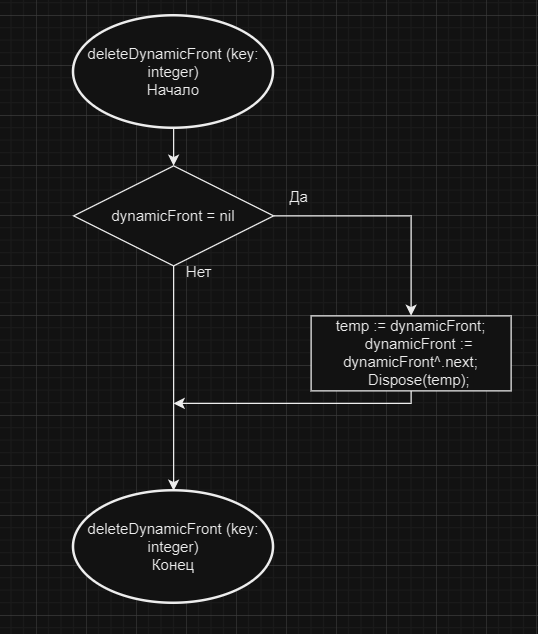 deleteDynamicFront (key:
integer)
Начало
dynamicFront = nil
Да
Нет
temp := dynamicFront;
dynamicFront :=
dynamicFront^.next;
Dispose(temp);
deleteDynamicFront (key:
integer)
Конец